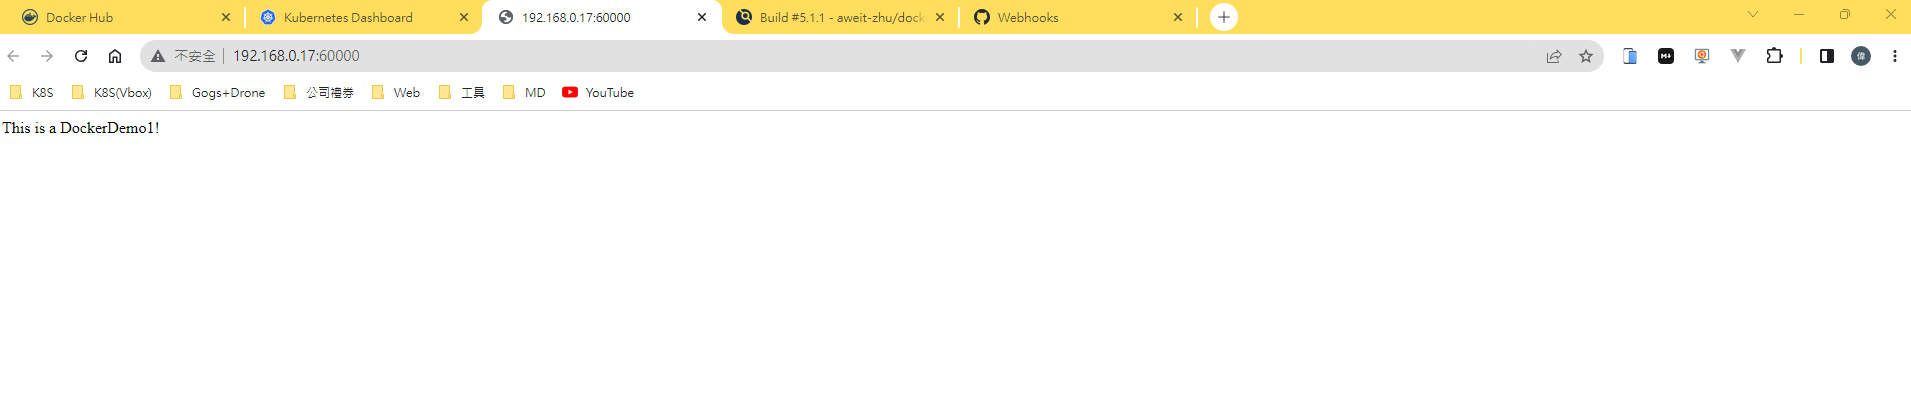 Docker Hub Kubernetes Dashboard 192.168.0.17:60000 Build #5.1.1 - aweit-zhu/dock Webhooks
不安全 192.168.0.17:60000 M↓ 偉
K8S K8S(Vbox) Gogs+Drone 公司禮券 Web 工具 MD YouTube
This is a DockerDemo1!